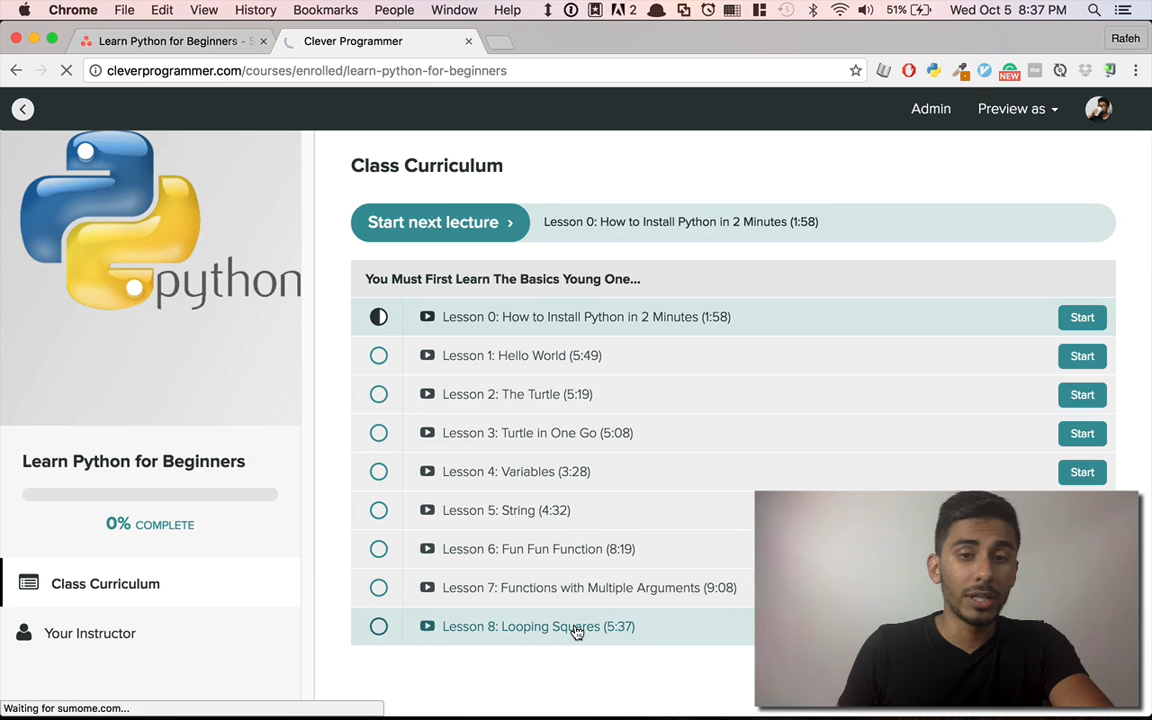 Chrome File Edit View History Bookmarks People Window Help 2 51% Wed Oct 5 8:37 PM
Learn Python for Beginners - S
Clever Programmer
Rafeh
cleverprogrammer.com/courses/enrolled/learn-python-for-beginners
NEW
me
Admin
Preview as
python
Learn Python for Beginners
0% COMPLETE
Class Curriculum
Your Instructor
Class Curriculum
Start next lecture › Lesson 0: How to Install Python in 2 Minutes (1:58)
You Must First Learn The Basics Young One...
Lesson 0: How to Install Python in 2 Minutes (1:58) Start
Lesson 1: Hello World (5:49) Start
Lesson 2: The Turtle (5:19) Start
Lesson 3: Turtle in One Go (5:08) Start
Lesson 4: Variables (3:28) Start
Lesson 5: String (4:32)
Lesson 6: Fun Fun Function (8:19)
Lesson 7: Functions with Multiple Arguments (9:08)
Lesson 8: Looping Squares (5:37)
Waiting for sumome.com...